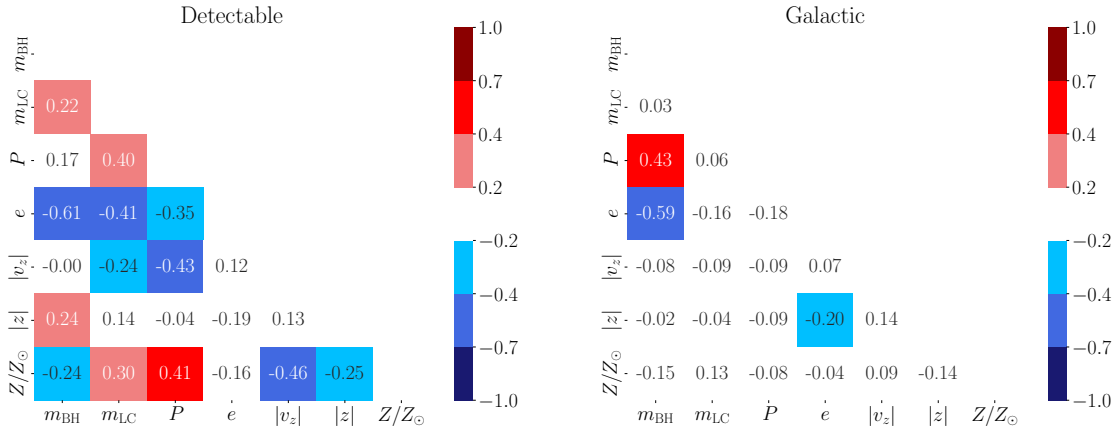 Detectable
m_BH
m_LC 0.22
P 0.17 0.40
e -0.61 -0.41 -0.35
|v_z| -0.00 -0.24 -0.43 0.12
|z| 0.24 0.14 -0.04 -0.19 0.13
Z/Z_⊙ -0.24 0.30 0.41 -0.16 -0.46 -0.25
m_BH m_LC P e |v_z| |z| Z/Z_⊙
1.0
0.7
0.4
0.2
−0.2
−0.4
−0.7
−1.0
Galactic
m_BH
m_LC 0.03
P 0.43 0.06
e -0.59 -0.16 -0.18
|v_z| -0.08 -0.09 -0.09 0.07
|z| -0.02 -0.04 -0.09 -0.20 0.14
Z/Z_⊙ -0.15 0.13 -0.08 -0.04 0.09 -0.14
m_BH m_LC P e |v_z| |z| Z/Z_⊙
1.0
0.7
0.4
0.2
−0.2
−0.4
−0.7
−1.0